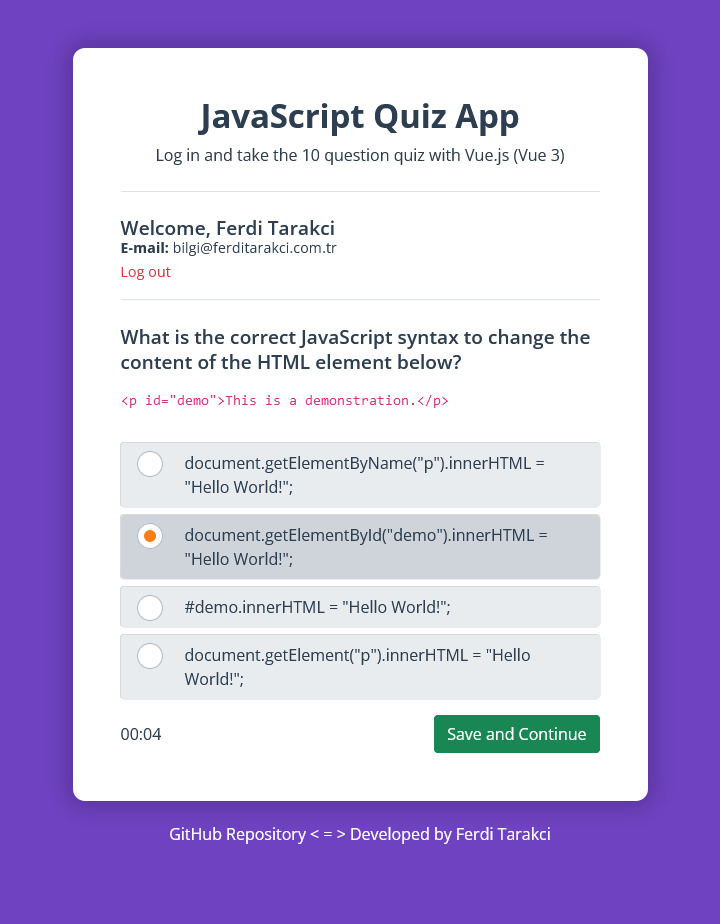 JavaScript Quiz App
Log in and take the 10 question quiz with Vue.js (Vue 3)
Welcome, Ferdi Tarakci
E-mail: bilgi@ferditarakci.com.tr
Log out
What is the correct JavaScript syntax to change the
content of the HTML element below?
<p id="demo">This is a demonstration.</p>
document.getElementByName("p").innerHTML =
"Hello World!";
document.getElementById("demo").innerHTML =
"Hello World!";
#demo.innerHTML = "Hello World!";
document.getElement("p").innerHTML = "Hello
World!";
00:04
Save and Continue
GitHub Repository < = > Developed by Ferdi Tarakci